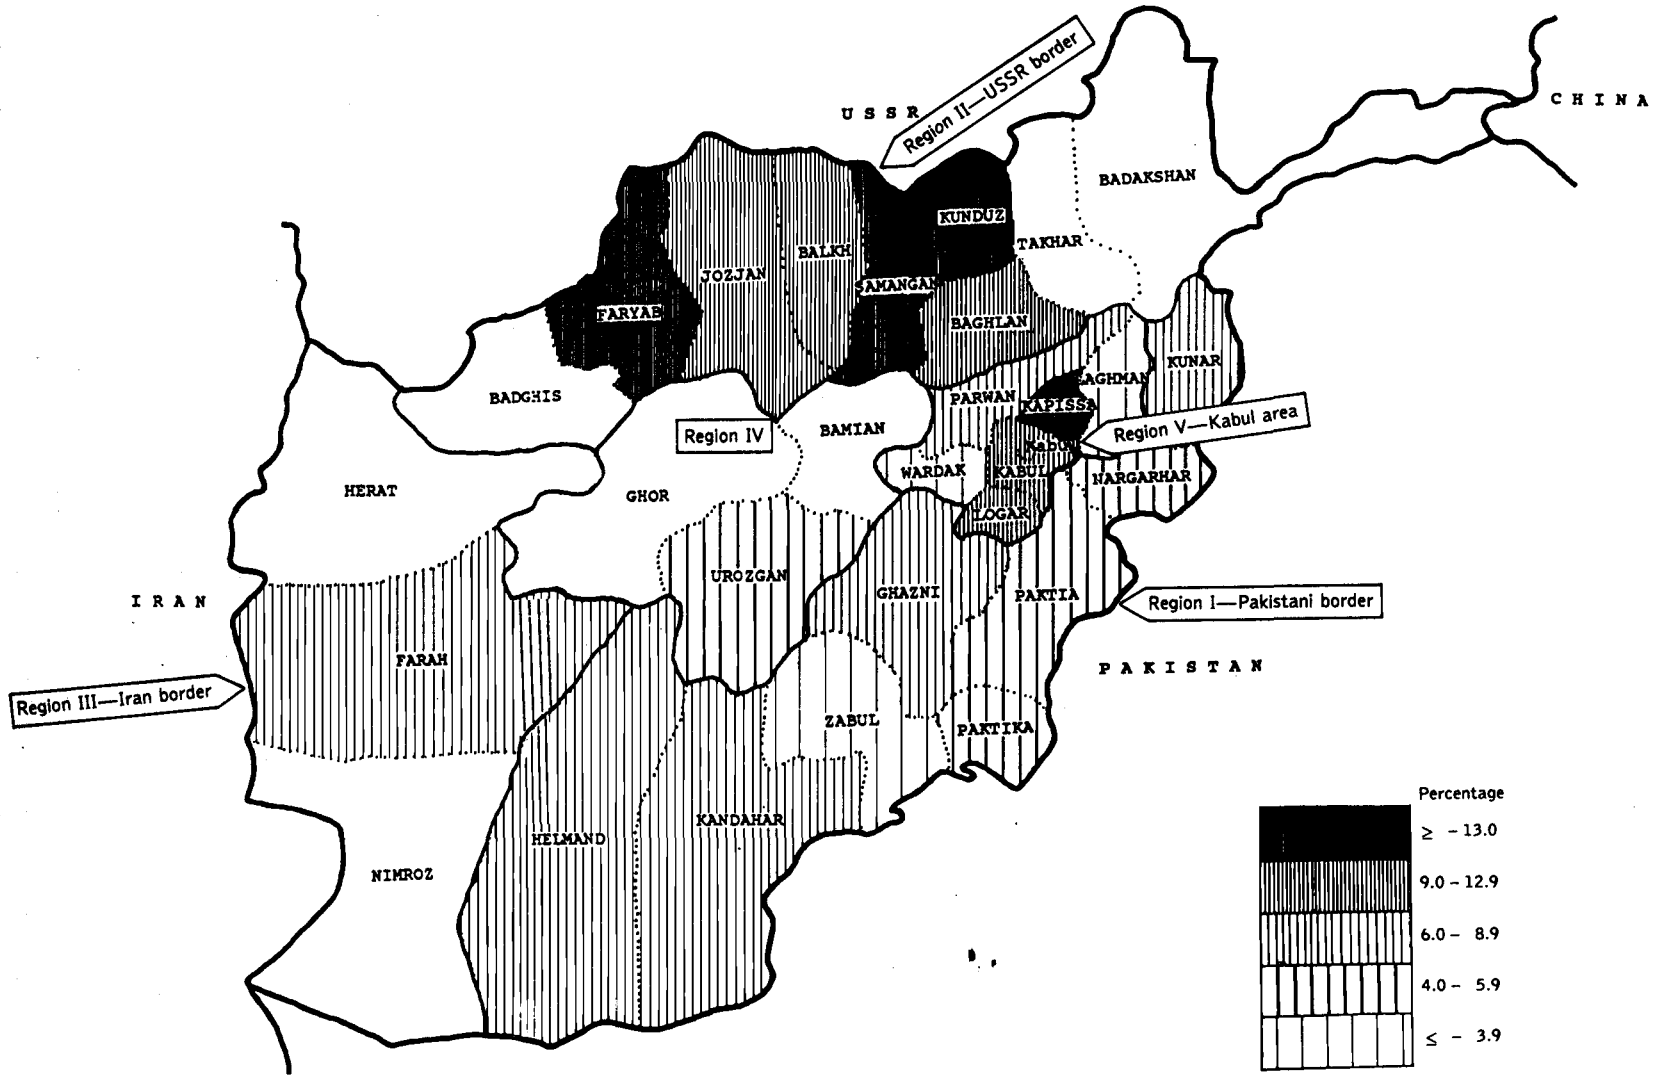 USSR
Region II—USSR border
CHINA
BADAKSHAN
KUNDUZ
TAKHAR
BALKH
JOZJAN
SAMANGAN
FARYAB
BAGHLAN
KUNAR
LAGHMAN
BADGHIS
PARWAN
KAPISSA
Region V—Kabul area
Region IV
BAMIAN
Kabul
WARDAK
KABUL
NARGARHAR
HERAT
GHOR
LOGAR
UROZGAN
GHAZNI
PAKTIA
IRAN
Region I—Pakistani border
FARAH
PAKISTAN
Region III—Iran border
ZABUL
PAKTIKA
KANDAHAR
HELMAND
NIMROZ
Percentage
≥ - 13.0
9.0 - 12.9
6.0 - 8.9
4.0 - 5.9
≤ - 3.9